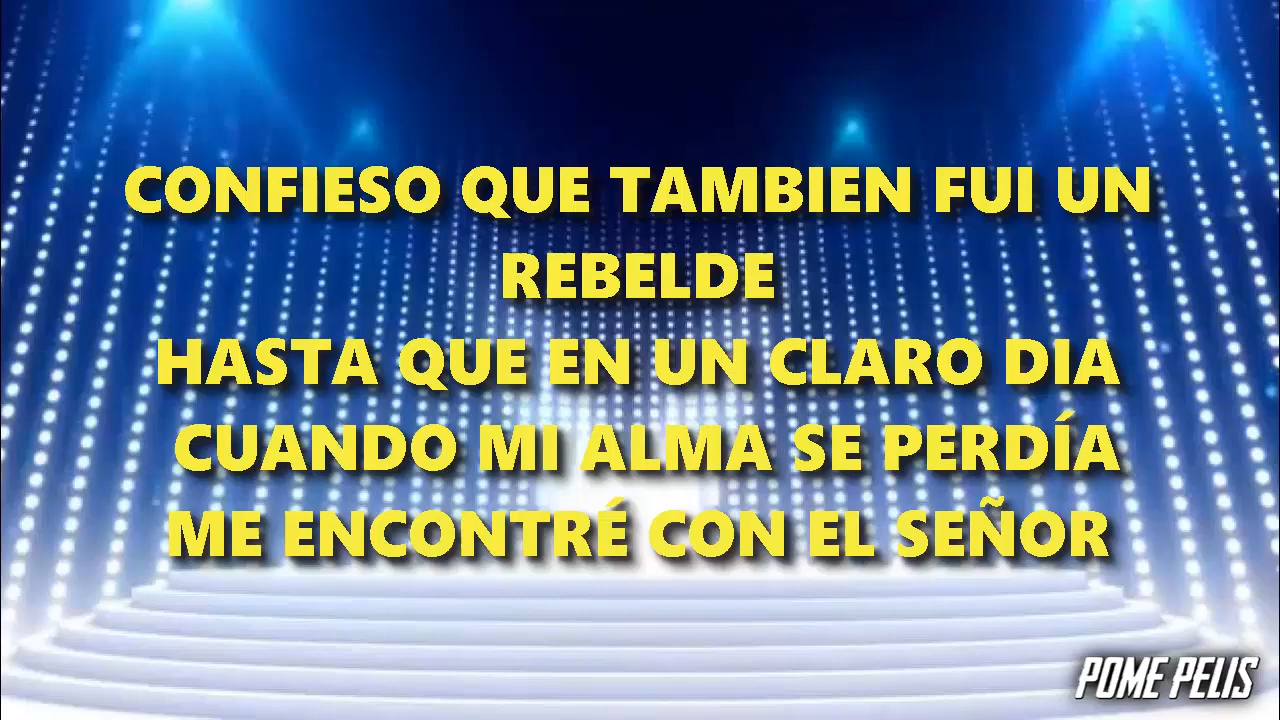 CONFIESO QUE TAMBIEN FUI UN
REBELDE
HASTA QUE EN UN CLARO DIA
CUANDO MI ALMA SE PERDÍA
ME ENCONTRÉ CON EL SEÑOR
POME PELIS